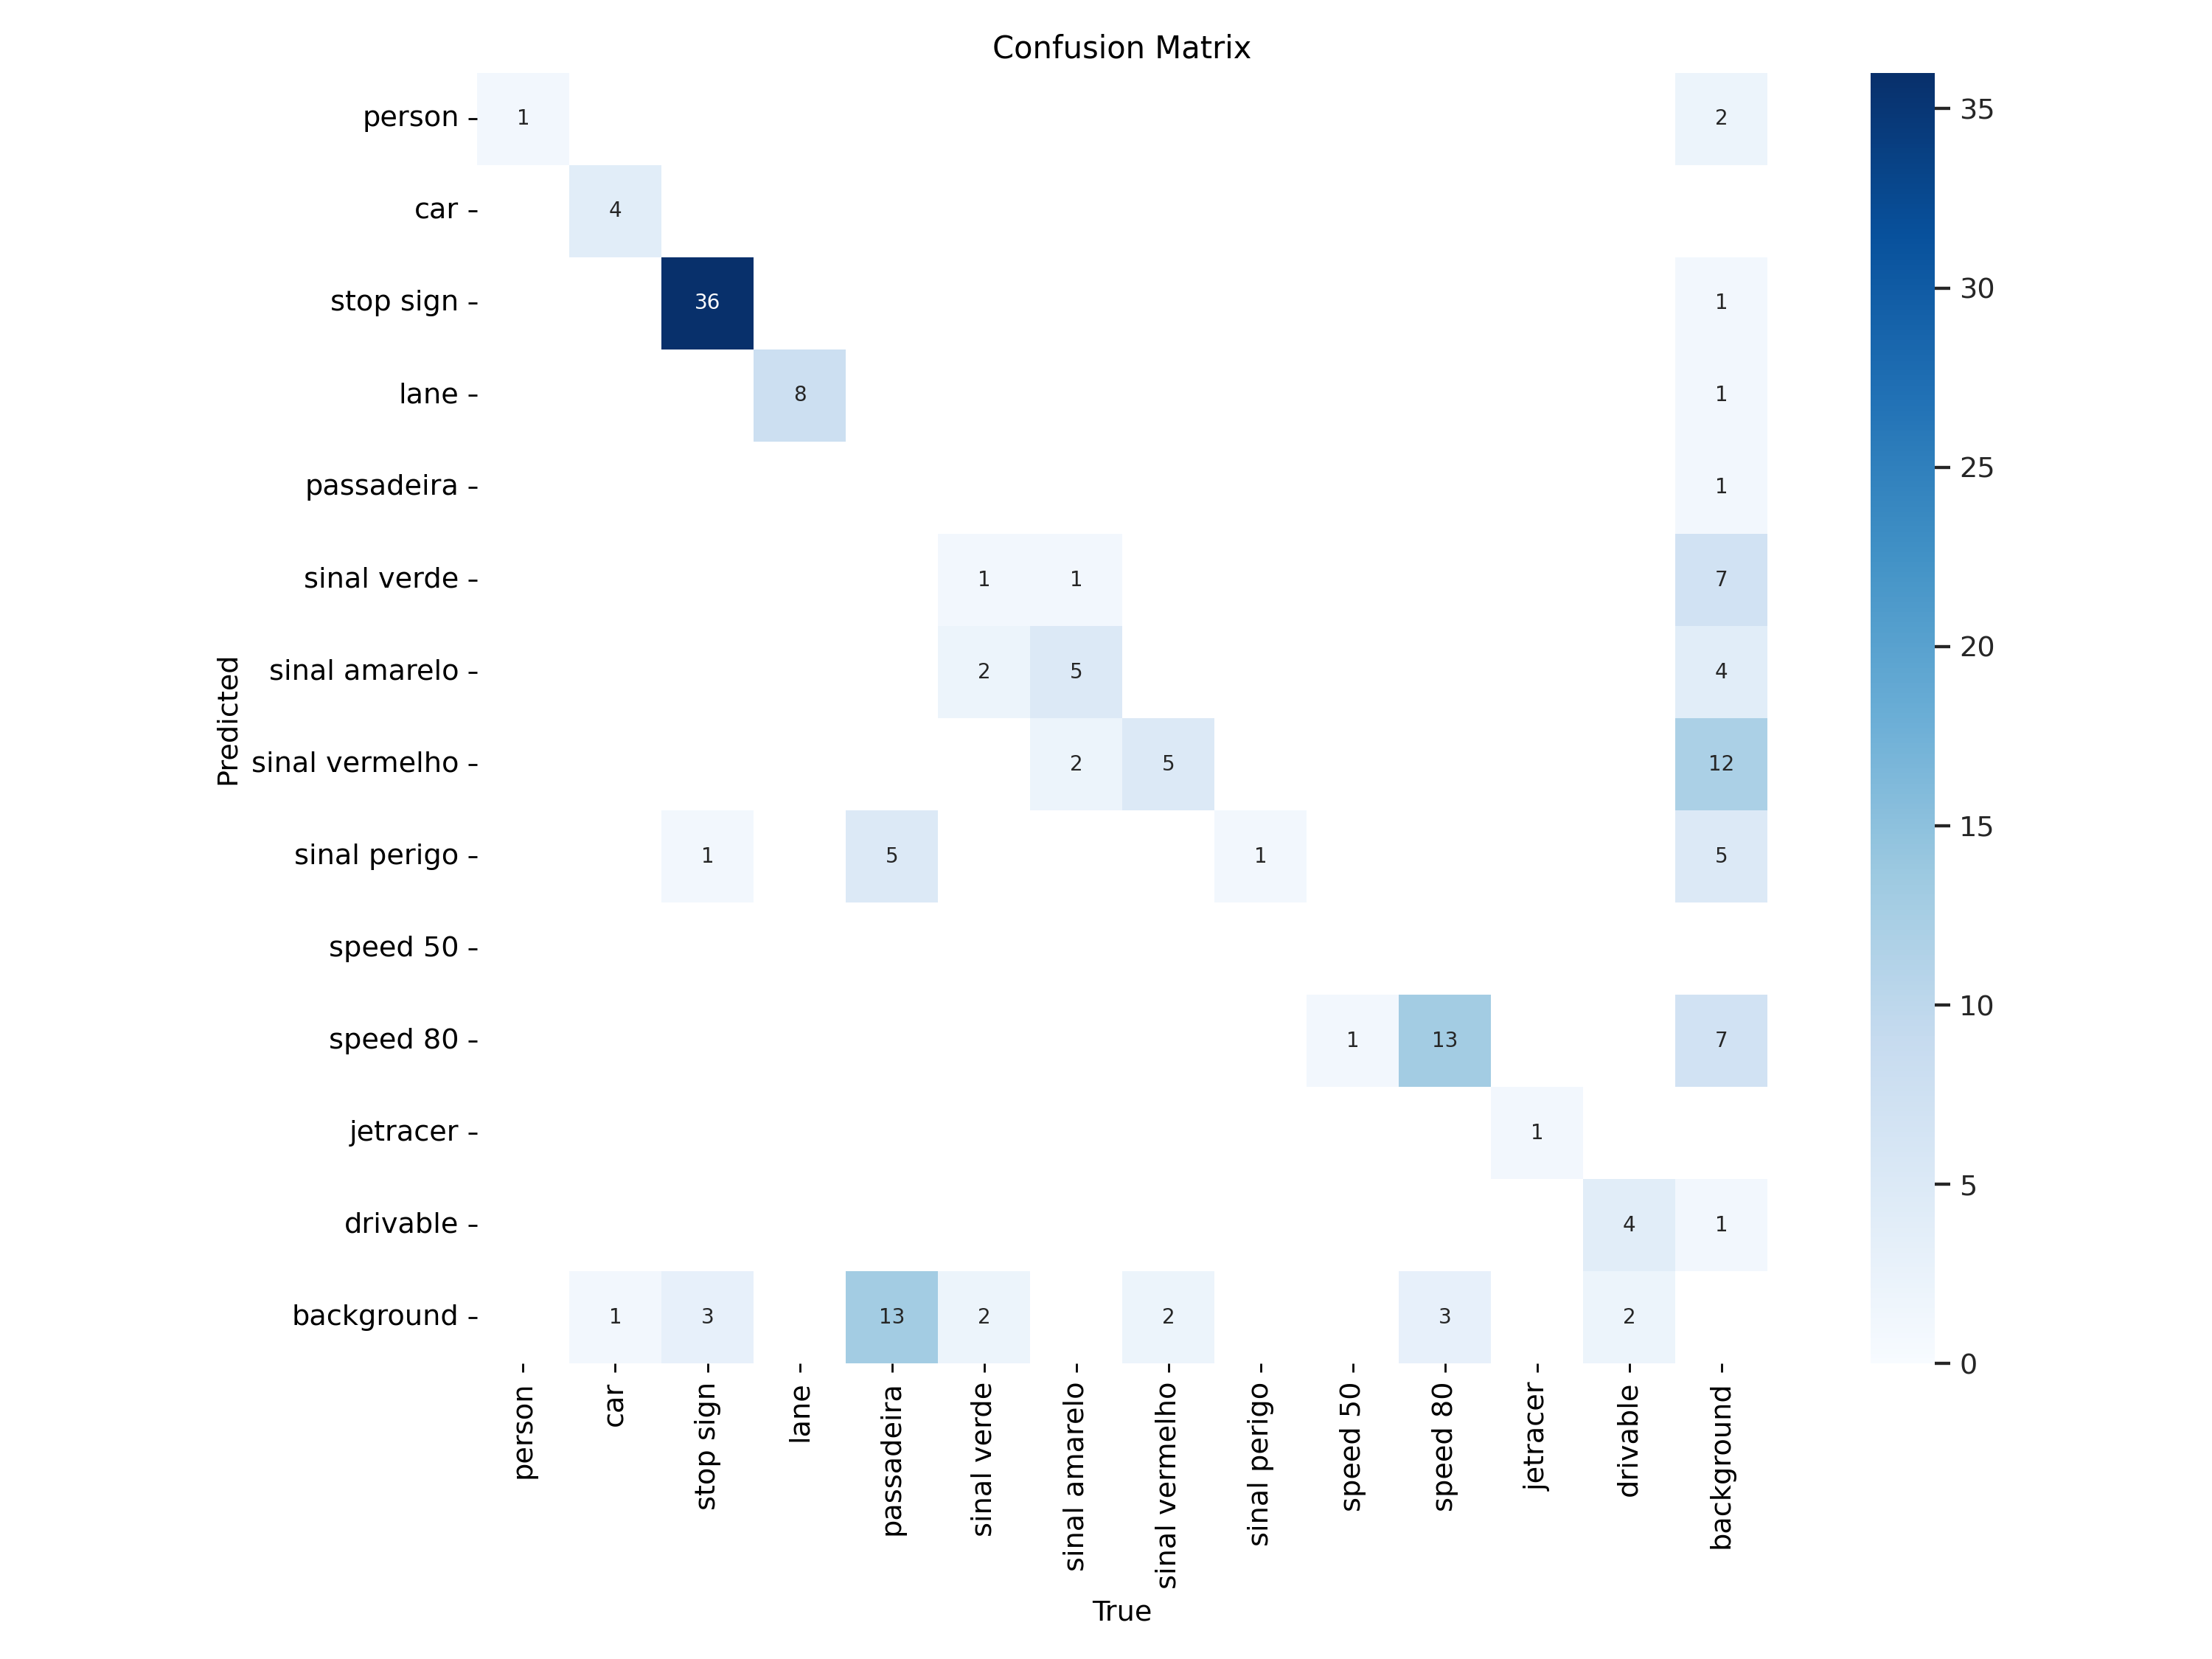 Confusion Matrix
person 1 2
car 4
stop sign 36 1
lane 8 1
passadeira 1
sinal verde 1 1 7
sinal amarelo 2 5 4
sinal vermelho 2 5 12
sinal perigo 1 5 1 5
speed 50
speed 80 1 13 7
jetracer 1
drivable 4 1
background 1 3 13 2 2 3 2
Predicted
person
car
stop sign
lane
passadeira
sinal verde
sinal amarelo
sinal vermelho
sinal perigo
speed 50
speed 80
jetracer
drivable
background
True
35
30
25
20
15
10
5
0